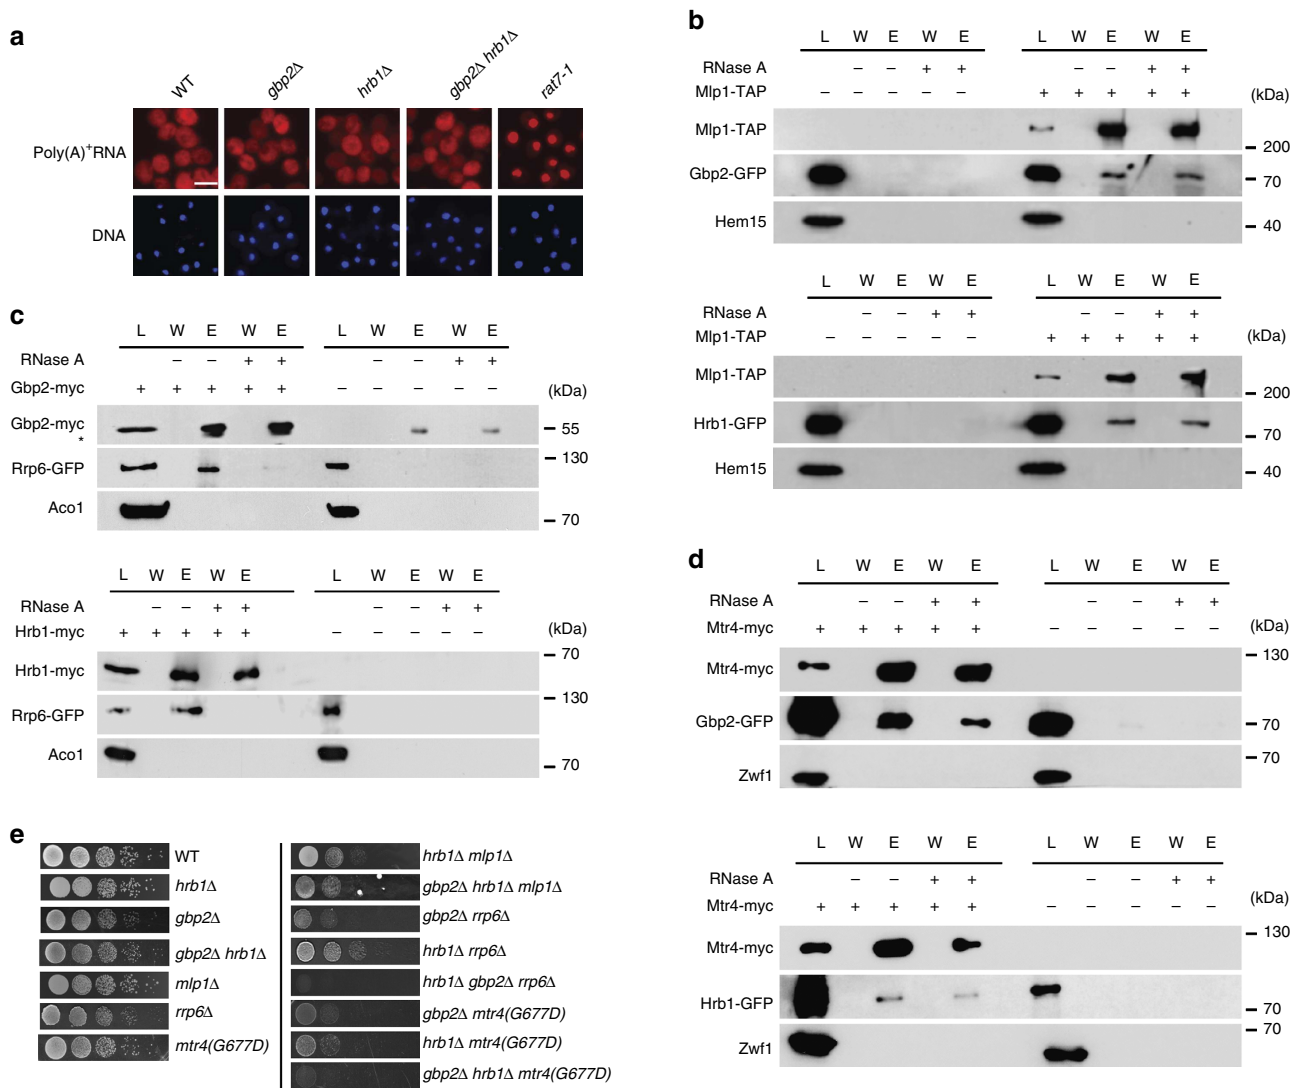 a
WT
gbp2Δ
hrb1Δ
gbp2Δ hrb1Δ
rat7-1
Poly(A)+RNA
DNA
b
L W E W E L W E W E
RNase A – – + + – – + +
Mlp1-TAP – – – – – + + + + + (kDa)
Mlp1-TAP 200
Gbp2-GFP 70
Hem15 40
L W E W E L W E W E
RNase A – – + + – – + +
Mlp1-TAP – – – – – + + + + + (kDa)
Mlp1-TAP 200
Hrb1-GFP 70
Hem15 40
c
L W E W E L W E W E
RNase A – – + + – – + +
Gbp2-myc + + + + + – – – – – (kDa)
Gbp2-myc 55
*
Rrp6-GFP 130
Aco1 70
L W E W E L W E W E
RNase A – – + + – – + +
Hrb1-myc + + + + + – – – – – (kDa)
Hrb1-myc 70
Rrp6-GFP 130
Aco1 70
d
L W E W E L W E W E
RNase A – – + + – – + +
Mtr4-myc + + + + + – – – – – (kDa)
Mtr4-myc 130
Gbp2-GFP 70
Zwf1 70
L W E W E L W E W E
RNase A – – + + – – + +
Mtr4-myc + + + + + – – – – – (kDa)
Mtr4-myc 130
Hrb1-GFP 70
Zwf1 70
e
WT
hrb1Δ
gbp2Δ
gbp2Δ hrb1Δ
mlp1Δ
rrp6Δ
mtr4(G677D)
hrb1Δ mlp1Δ
gbp2Δ hrb1Δ mlp1Δ
gbp2Δ rrp6Δ
hrb1Δ rrp6Δ
hrb1Δ gbp2Δ rrp6Δ
gbp2Δ mtr4(G677D)
hrb1Δ mtr4(G677D)
gbp2Δ hrb1Δ mtr4(G677D)